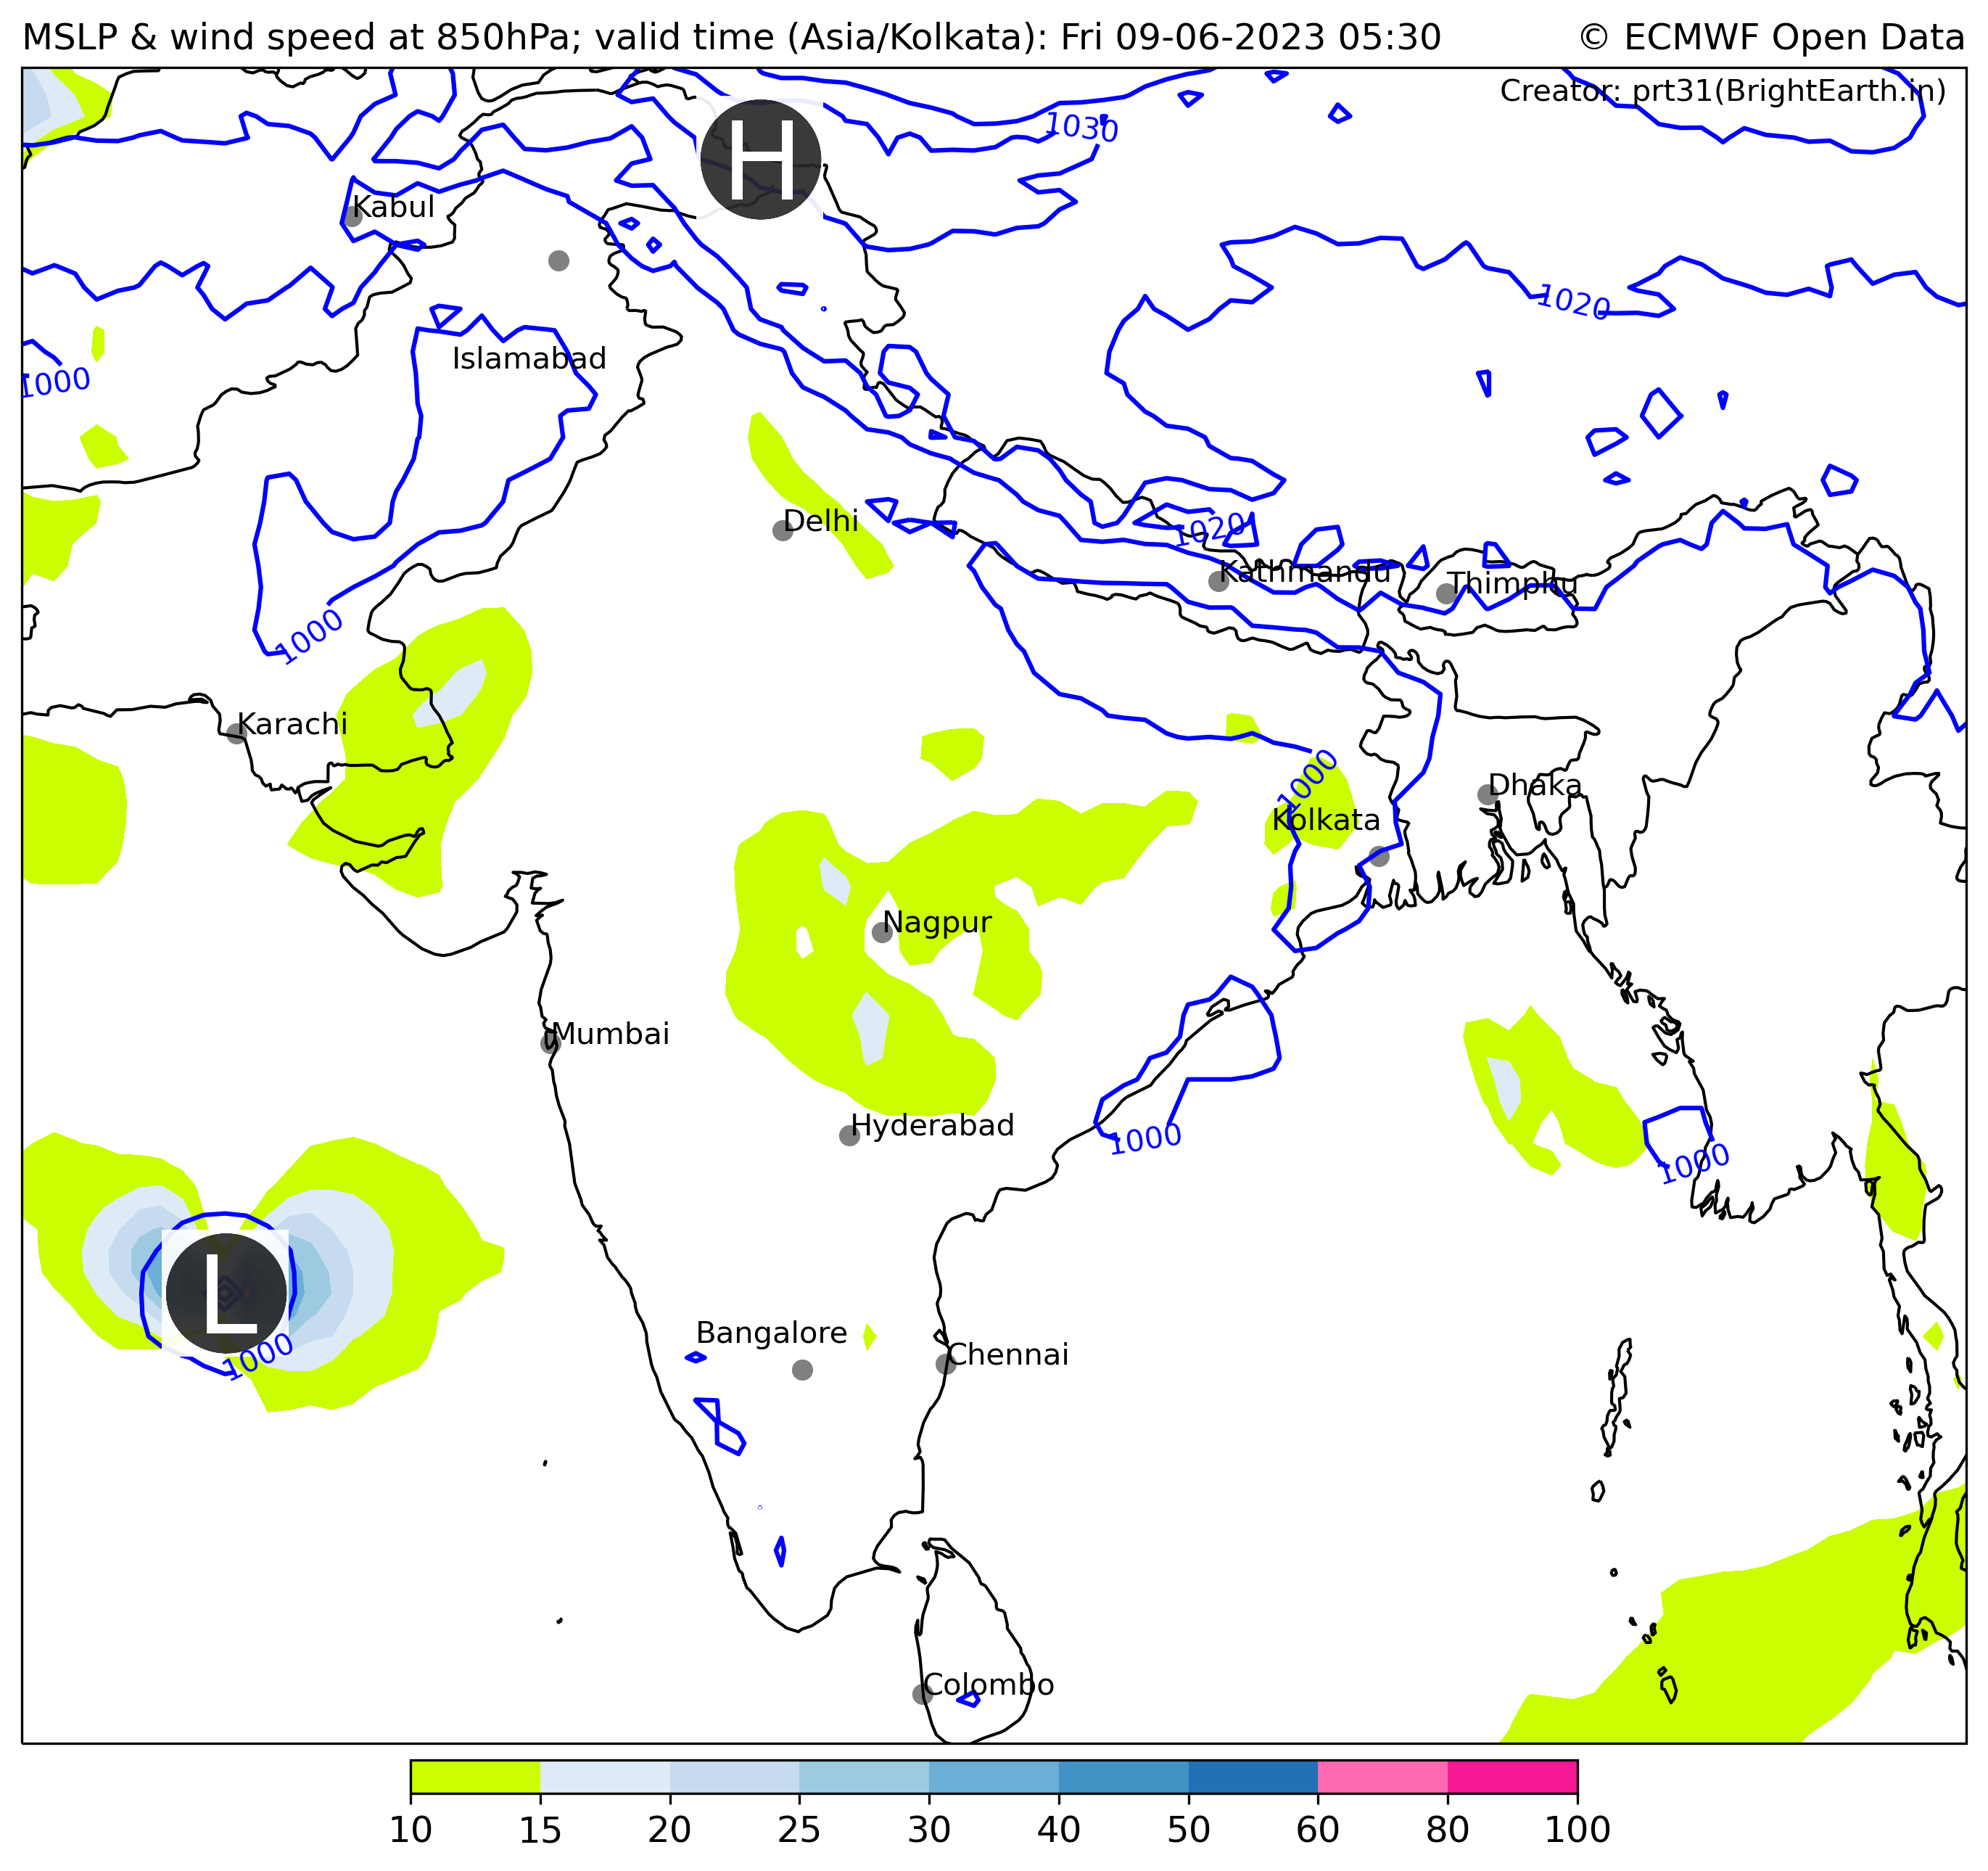 MSLP & wind speed at 850hPa; valid time (Asia/Kolkata): Fri 09-06-2023 05:30
© ECMWF Open Data
Creator: prt31(BrightEarth.in)
H
1030
Kabul
1020
Islamabad
1000
Delhi
1020
Kathmandu
Thimphu
1000
Karachi
1000
Dhaka
Kolkata
Nagpur
Mumbai
Hyderabad
1000
1000
L
1000
Bangalore
Chennai
Colombo
10 15 20 25 30 40 50 60 80 100